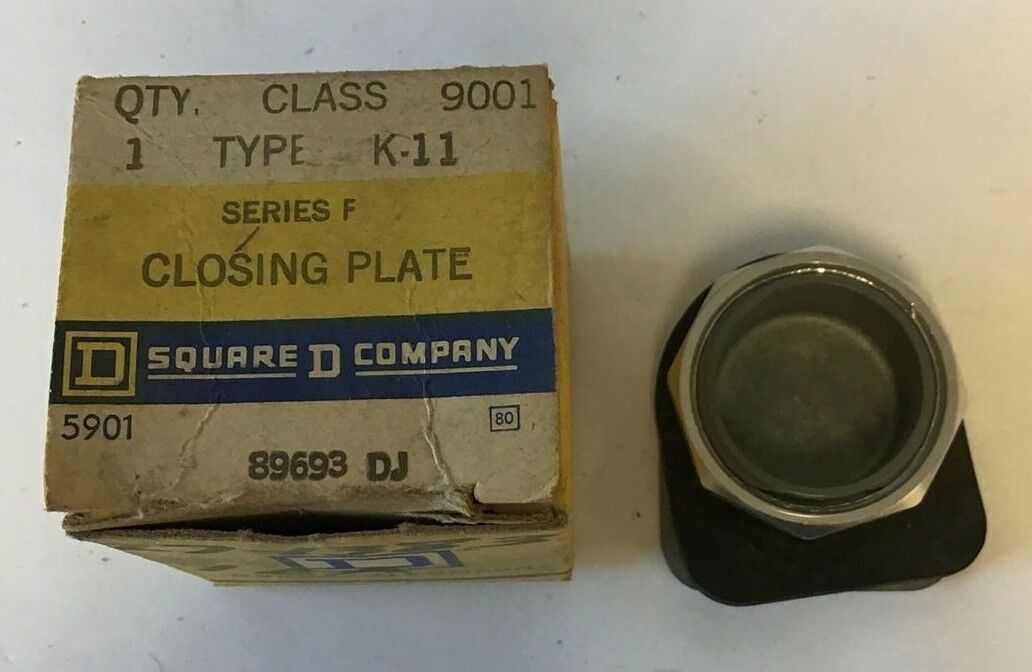 QTY. CLASS 9001
1 TYPE K-11
SERIES F
CLOSING PLATE
D SQUARE D COMPANY
5901 80
89693 DJ